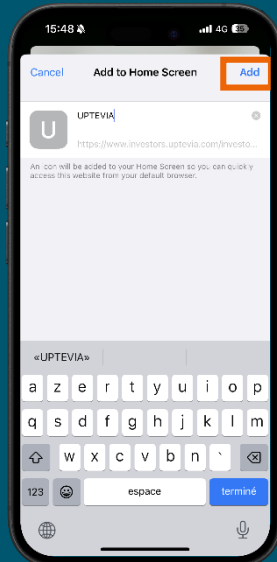 15:48 4G 35
Cancel Add to Home Screen Add
U UPTEVIA
https://www.investors.uptevia.com/investo...
An icon will be added to your Home Screen so you can quickly
access this website from your default browser.
«UPTEVIA»
a z e r t y u i o p
q s d f g h j k l m
w x c v b n `
123 espace terminé